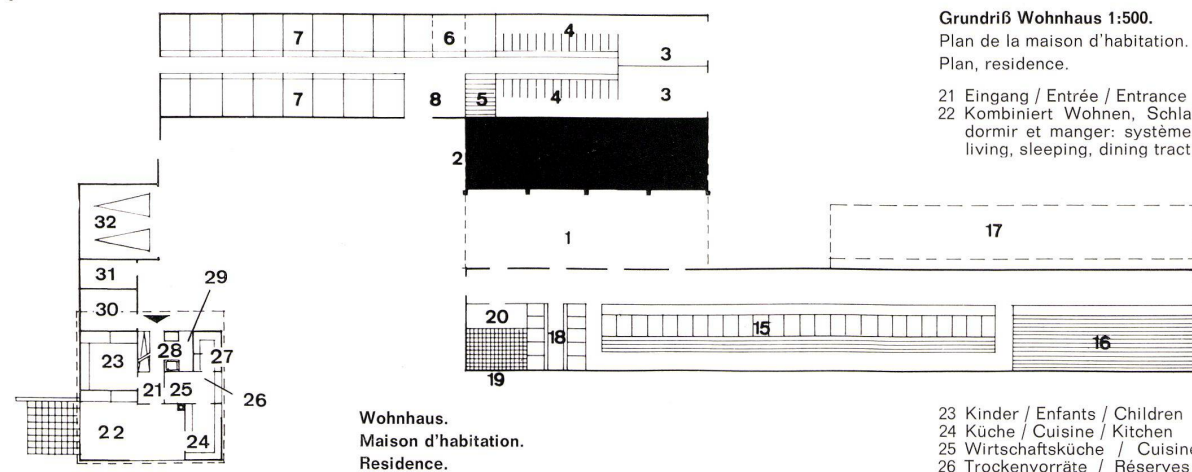 7
6
4
3
7
8
5
4
3
2
1
17
32
31
29
30
20
18
15
16
23
28
27
21
25
19
26
22
24
Wohnhaus.
Maison d'habitation.
Residence.
Grundriß Wohnhaus 1:500.
Plan de la maison d'habitation.
Plan, residence.
21 Eingang / Entrée / Entrance
22 Kombiniert Wohnen, Schla
dormir et manger: système
living, sleeping, dining tract
23 Kinder / Enfants / Children
24 Küche / Cuisine / Kitchen
25 Wirtschaftsküche / Cuisine
26 Trockenvorräte / Réserves